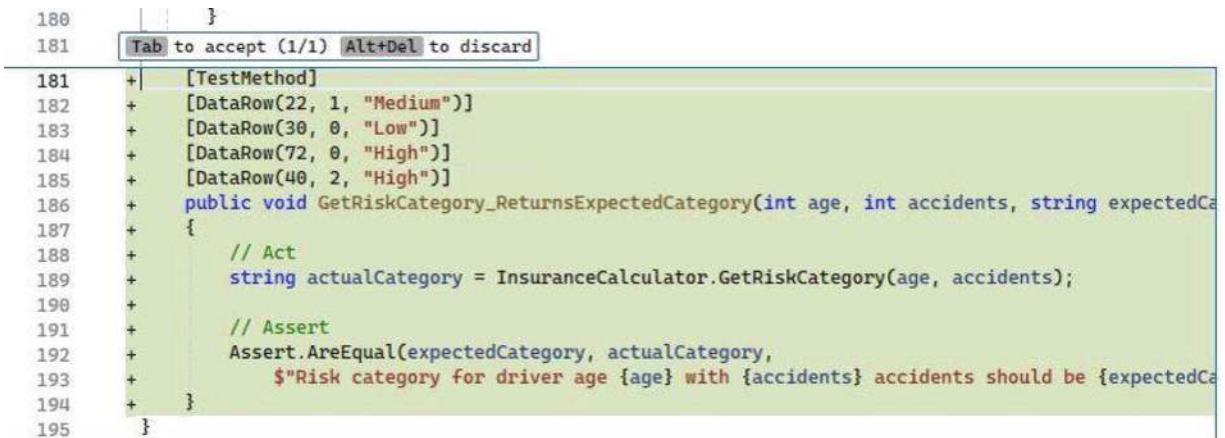 180 }
181 Tab to accept (1/1) Alt+Del to discard
181 + [TestMethod]
182 + [DataRow(22, 1, "Medium")]
183 + [DataRow(30, 0, "Low")]
184 + [DataRow(72, 0, "High")]
185 + [DataRow(40, 2, "High")]
186 + public void GetRiskCategory_ReturnsExpectedCategory(int age, int accidents, string expectedCa
187 + {
188 + // Act
189 + string actualCategory = InsuranceCalculator.GetRiskCategory(age, accidents);
190 +
191 + // Assert
192 + Assert.AreEqual(expectedCategory, actualCategory,
193 + $"Risk category for driver age {age} with {accidents} accidents should be {expectedCa
194 + }
195 }